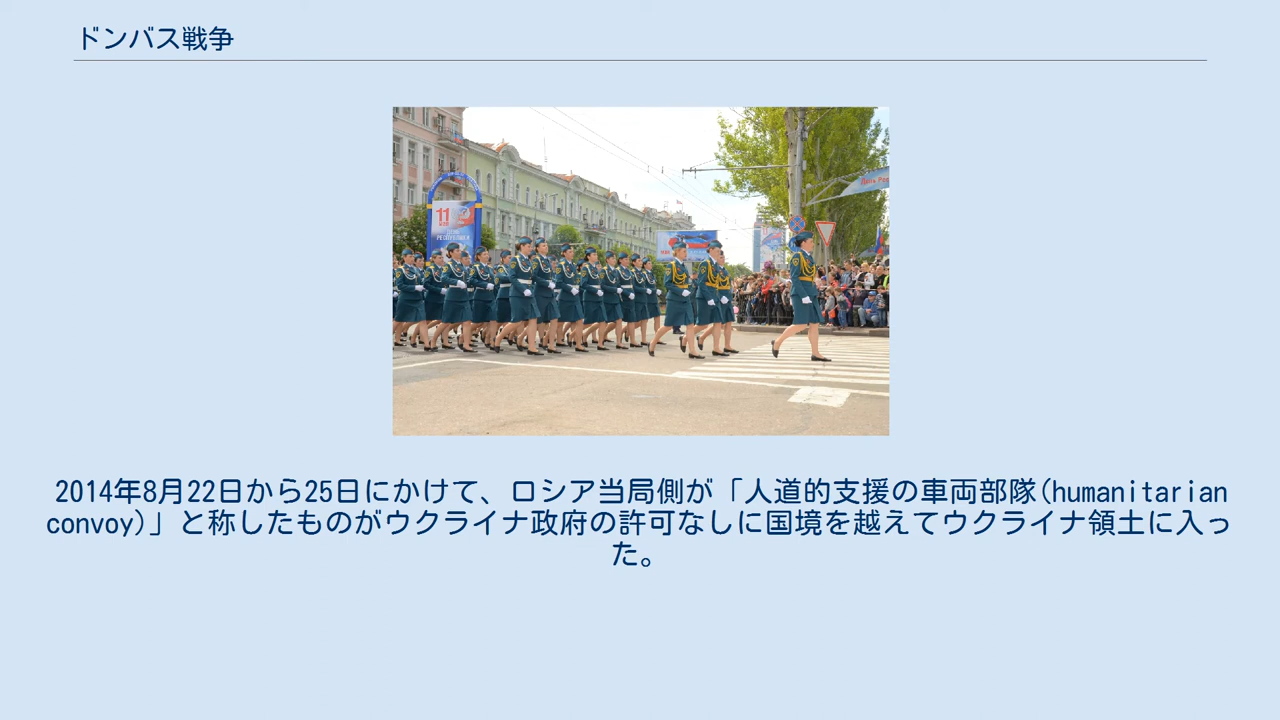 ドンバス戦争
11
2014年8月22日から25日にかけて、ロシア当局側が「人道的支援の車両部隊(humanitarian
convoy)」と称したものがウクライナ政府の許可なしに国境を越えてウクライナ領土に入っ
た。